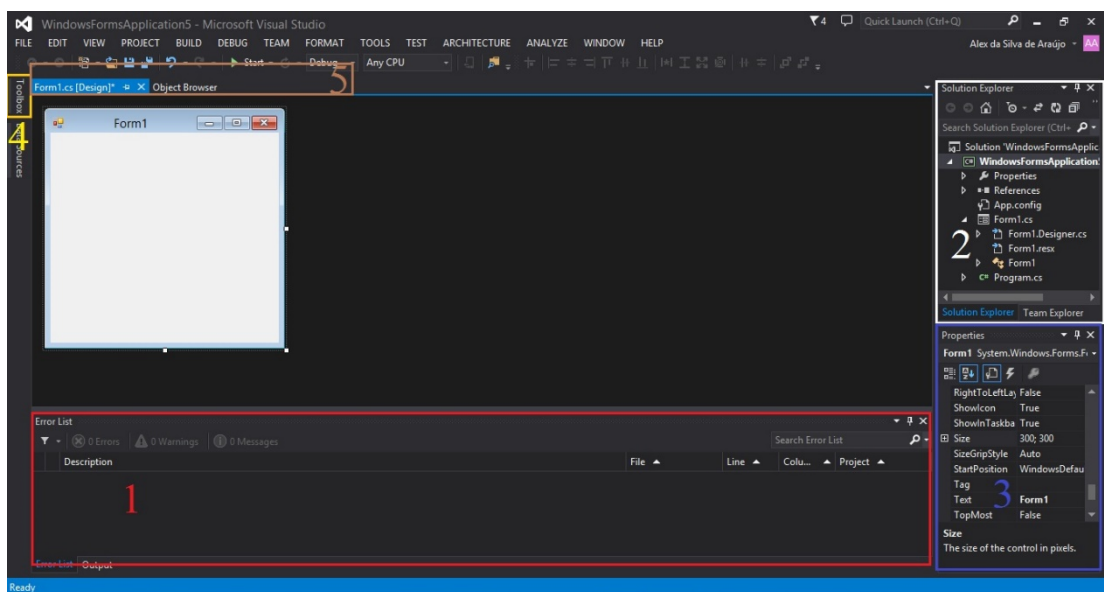 WindowsFormsApplication5 - Microsoft Visual Studio
4
Quick Launch (Ctrl+Q)
FILE EDIT VIEW PROJECT BUILD DEBUG TEAM FORMAT TOOLS TEST ARCHITECTURE ANALYZE WINDOW HELP
Alex da Silva de Araújo AA
Start Debug Any CPU
5
Toolbox
4
Data Sources
Form1.cs [Design]* Object Browser
Form1
Solution Explorer
Search Solution Explorer (Ctrl+
Solution 'WindowsFormsApplic
WindowsFormsApplication5
Properties
References
App.config
Form1.cs
Form1.Designer.cs
Form1.resx
Form1
Program.cs
2
Solution Explorer Team Explorer
Properties
Form1 System.Windows.Forms.F
RightToLeftLay False
ShowIcon True
ShowInTaskba True
Size 300; 300
SizeGripStyle Auto
StartPosition WindowsDefau
Tag
Text Form1
TopMost False
3
Size
The size of the control in pixels.
Error List
0 Errors 0 Warnings 0 Messages
Search Error List
Description File Line Colu... Project
1
Error List Output
Ready